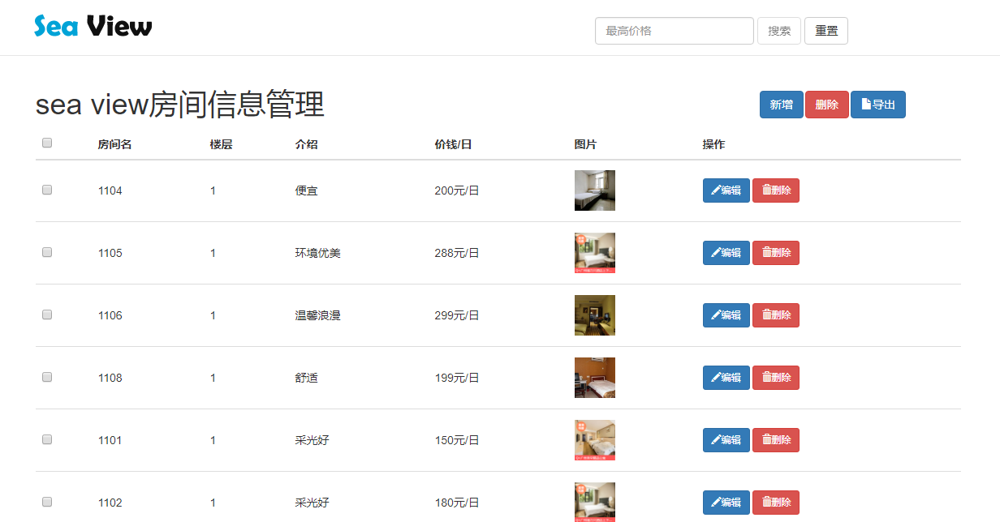 Sea View
最高价格 搜索 重置
sea view房间信息管理 新增 删除 导出
房间名 楼层 介绍 价钱/日 图片 操作
1104 1 便宜 200元/日 编辑 删除
1105 1 环境优美 288元/日 编辑 删除
1106 1 温馨浪漫 299元/日 编辑 删除
1108 1 舒适 199元/日 编辑 删除
1101 1 采光好 150元/日 编辑 删除
1102 1 采光好 180元/日 编辑 删除